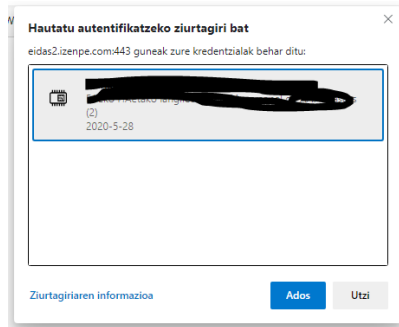 Hautatu autentifikatzeko ziurtagiri bat
eidas2.izenpe.com:443 guneak zure kredentzialak behar ditu:
(2)
2020-5-28
Ziurtagiriaren informazioa
Ados
Utzi